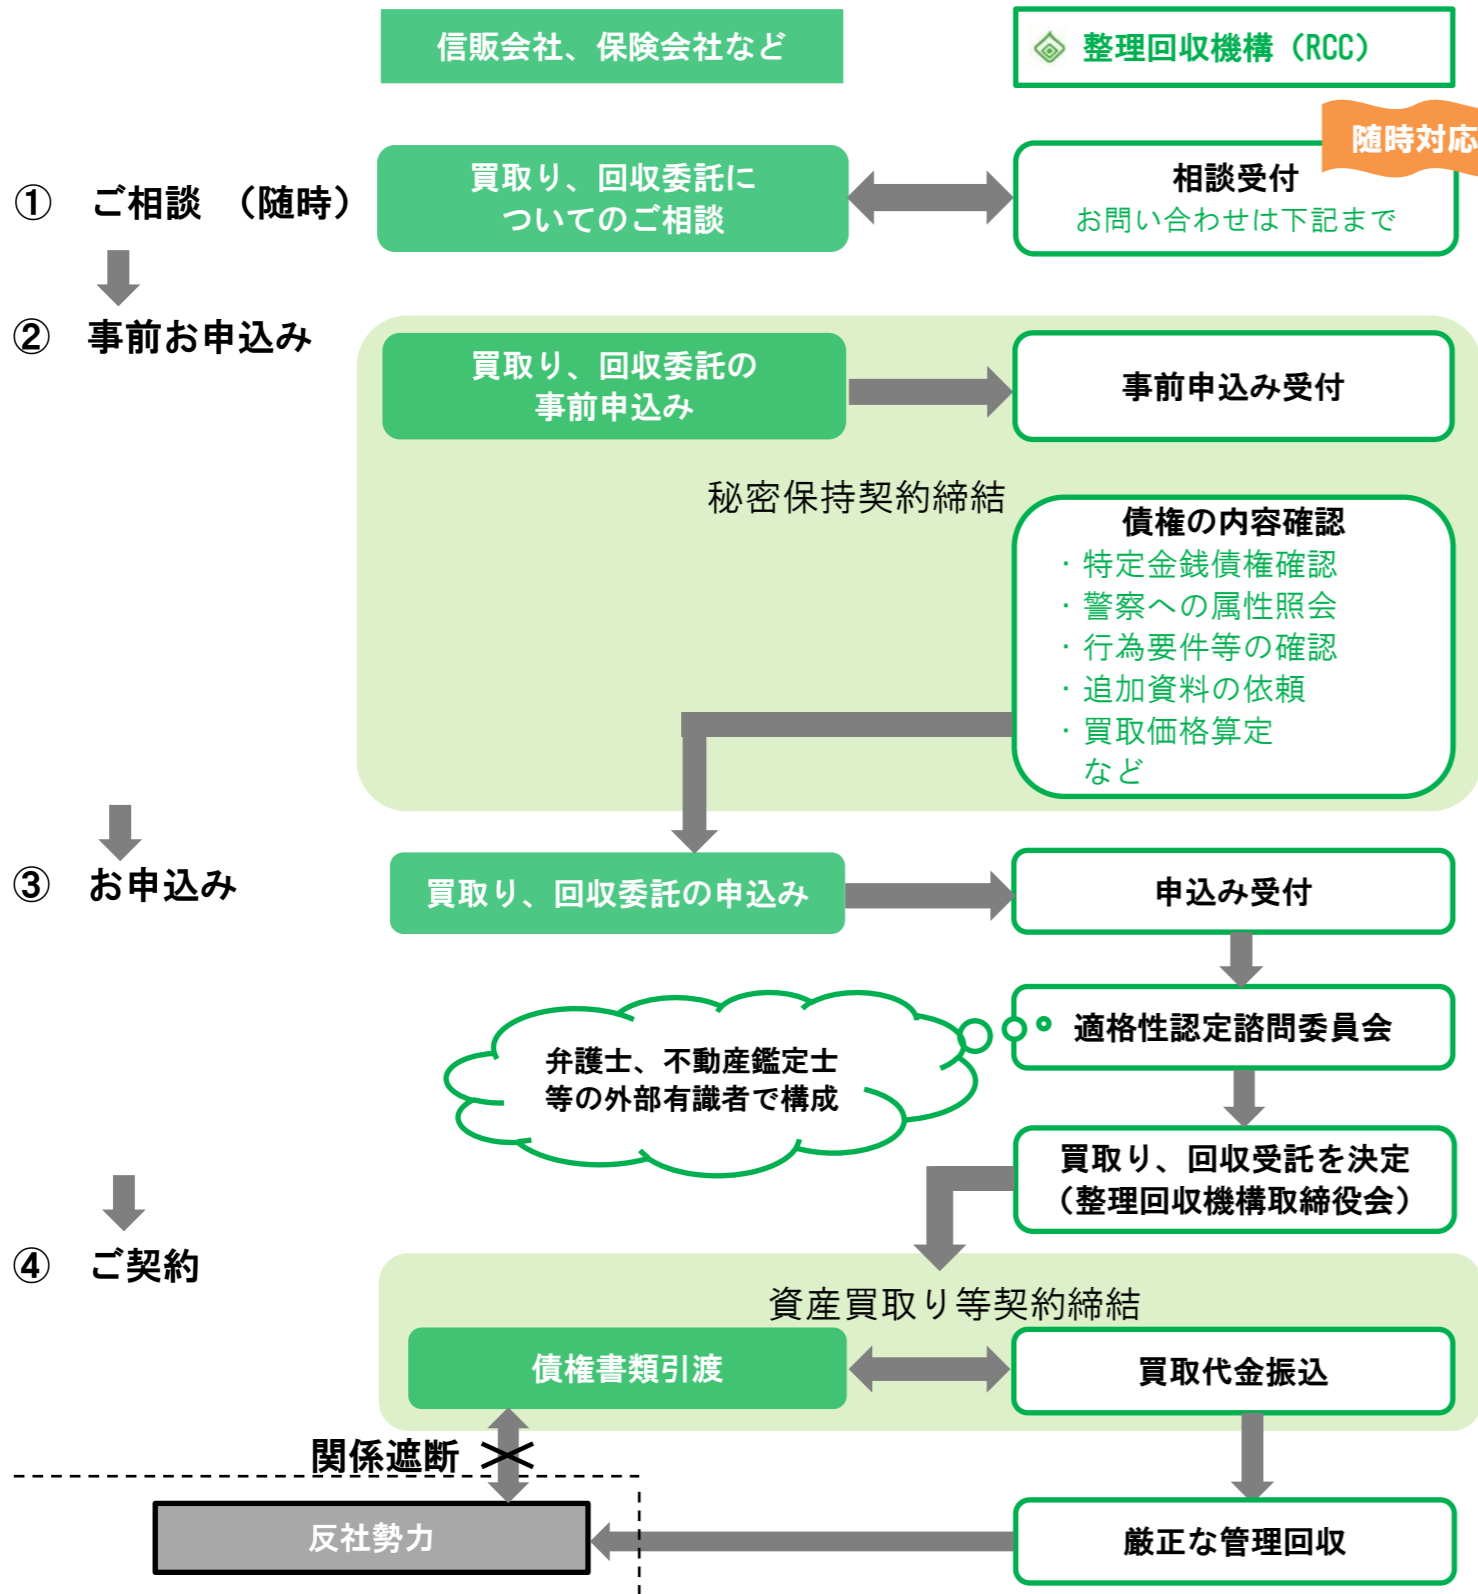 信販会社、保険会社など
整理回収機構（RCC）
随時対応
① ご相談 （随時）
買取り、回収委託に
ついてのご相談
相談受付
お問い合わせは下記まで
② 事前お申込み
買取り、回収委託の
事前申込み
事前申込み受付
秘密保持契約締結
債権の内容確認
・特定金銭債権確認
・警察への属性照会
・行為要件等の確認
・追加資料の依頼
・買取価格算定
など
③ お申込み
買取り、回収委託の申込み
申込み受付
適格性認定諮問委員会
弁護士、不動産鑑定士
等の外部有識者で構成
買取り、回収受託を決定
（整理回収機構取締役会）
④ ご契約
資産買取り等契約締結
債権書類引渡
買取代金振込
関係遮断
反社勢力
厳正な管理回収